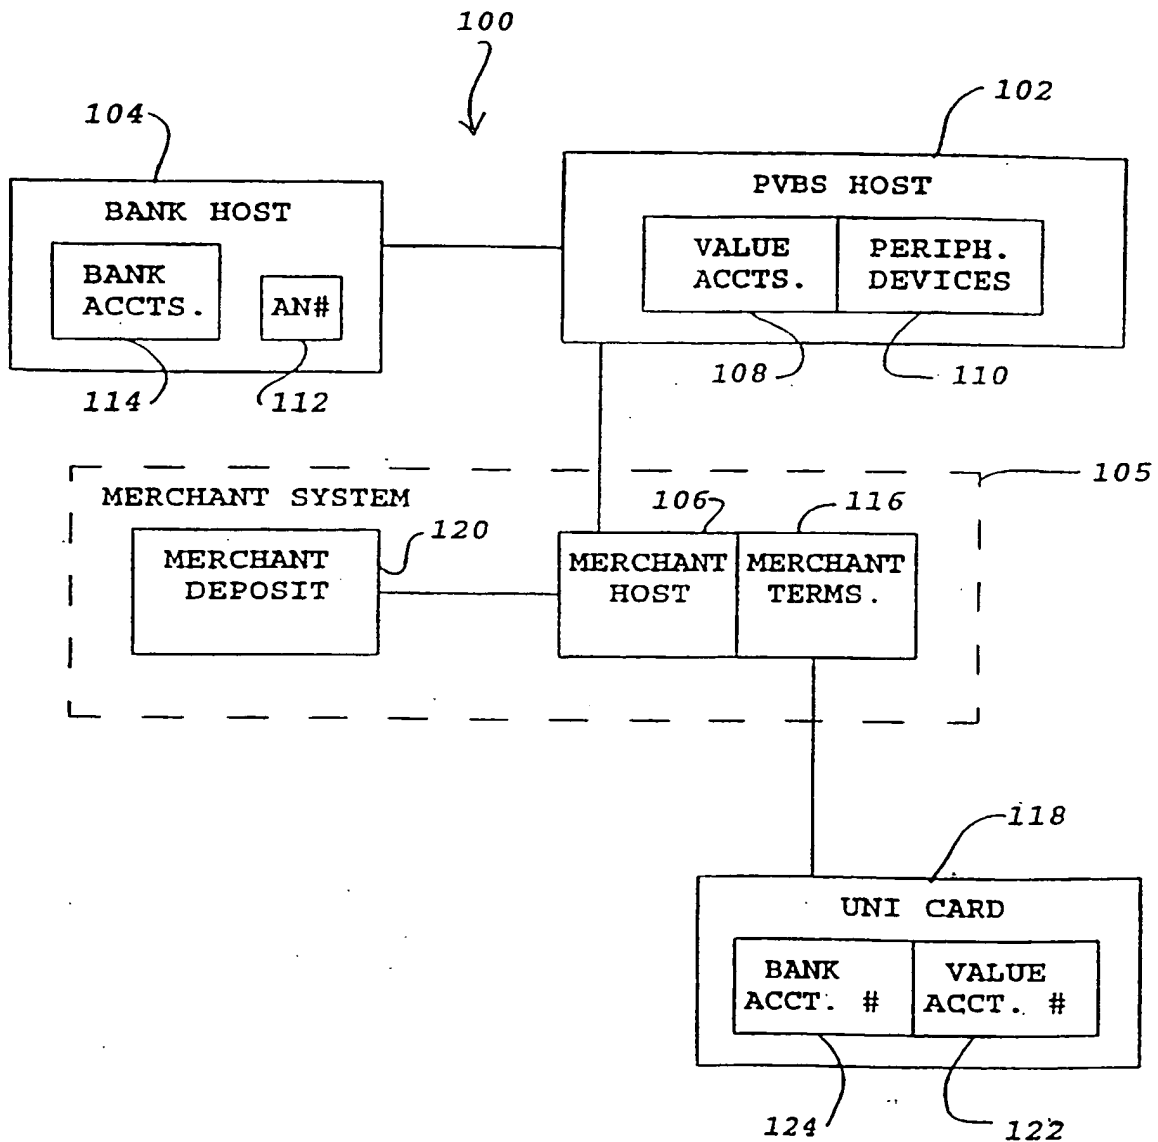 100
104
102
BANK HOST
PVBS HOST
BANK
ACCTS.
AN#
VALUE
ACCTS.
PERIPH.
DEVICES
114
112
108
110
105
MERCHANT SYSTEM
106
116
120
MERCHANT
DEPOSIT
MERCHANT
HOST
MERCHANT
TERMS.
118
UNI CARD
BANK
ACCT. #
VALUE
ACCT. #
124
122